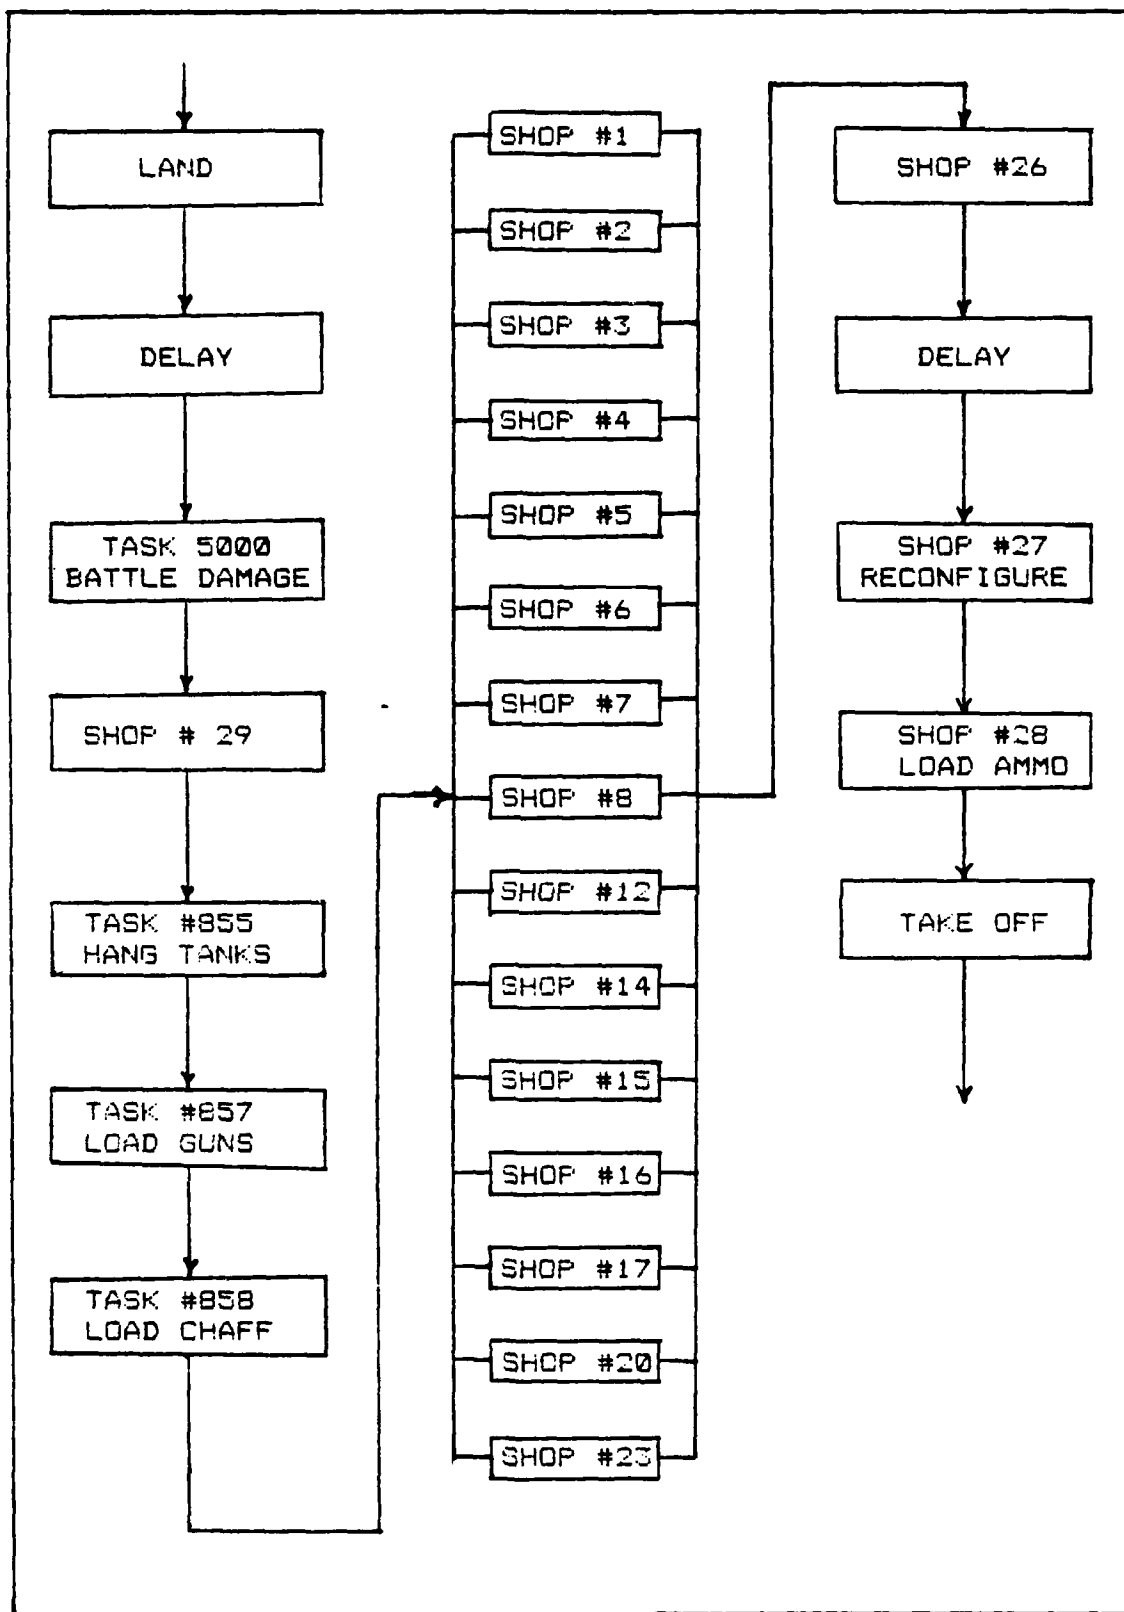 LAND
DELAY
TASK 5000
BATTLE DAMAGE
SHOP # 29
TASK #855
HANG TANKS
TASK #857
LOAD GUNS
TASK #858
LOAD CHAFF
SHOP #1
SHOP #2
SHOP #3
SHOP #4
SHOP #5
SHOP #6
SHOP #7
SHOP #8
SHOP #12
SHOP #14
SHOP #15
SHOP #16
SHOP #17
SHOP #20
SHOP #23
SHOP #26
DELAY
SHOP #27
RECONFIGURE
SHOP #28
LOAD AMMO
TAKE OFF